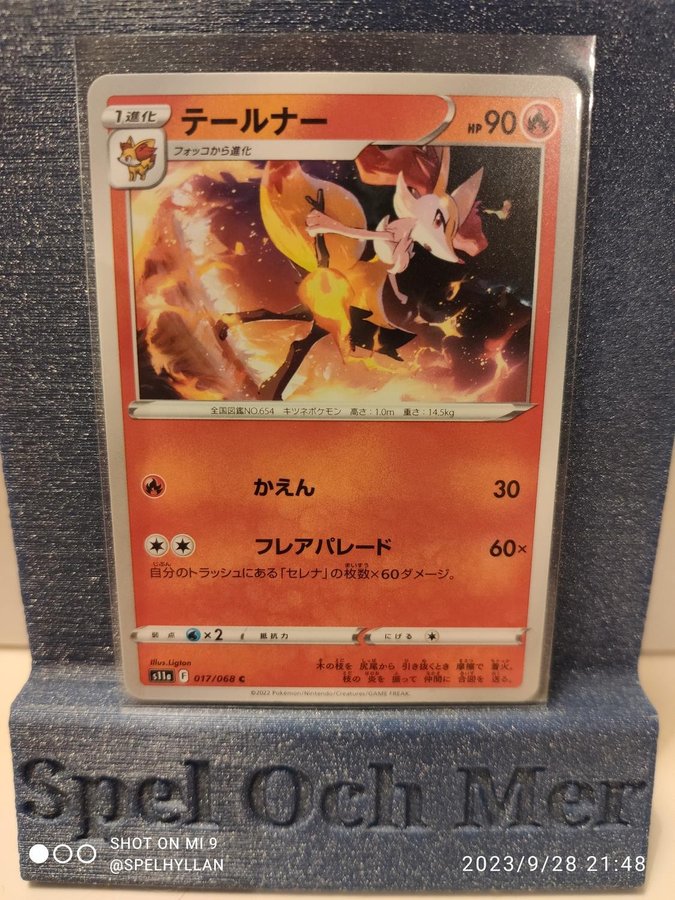 1進化
テールナー
HP90
フォッコから進化
全国図鑑NO.654 キツネポケモン 高さ:1.0m 重さ:14.5kg
かえん 30
フレアパレード 60×
自分のトラッシュにある「セレナ」の枚数×60ダメージ。
弱点 ×2 抵抗力 にげる
Illus.Ligton
木の枝を 尻尾から 引き抜くとき 摩擦で 着火。
s11a F 017/068 C
枝の 炎を 振って 仲間に 合図を 送る。
©2022 Pokémon/Nintendo/Creatures/GAME FREAK.
Spel Och Mer
SHOT ON MI 9
@SPELHYLLAN
2023/9/28 21:48